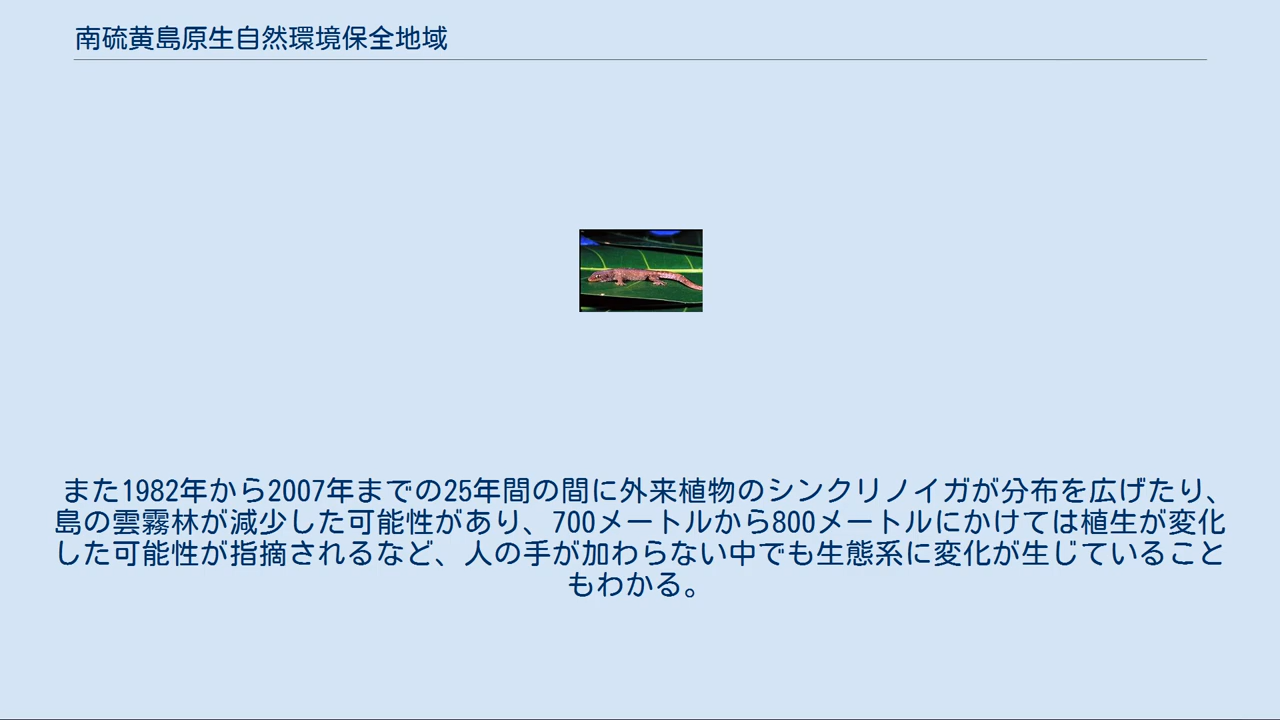 南硫黄島原生自然環境保全地域
また1982年から2007年までの25年間の間に外来植物のシンクリノイガが分布を広げたり、
島の雲霧林が減少した可能性があり、700メートルから800メートルにかけては植生が変化
した可能性が指摘されるなど、人の手が加わらない中でも生態系に変化が生じていること
もわかる。